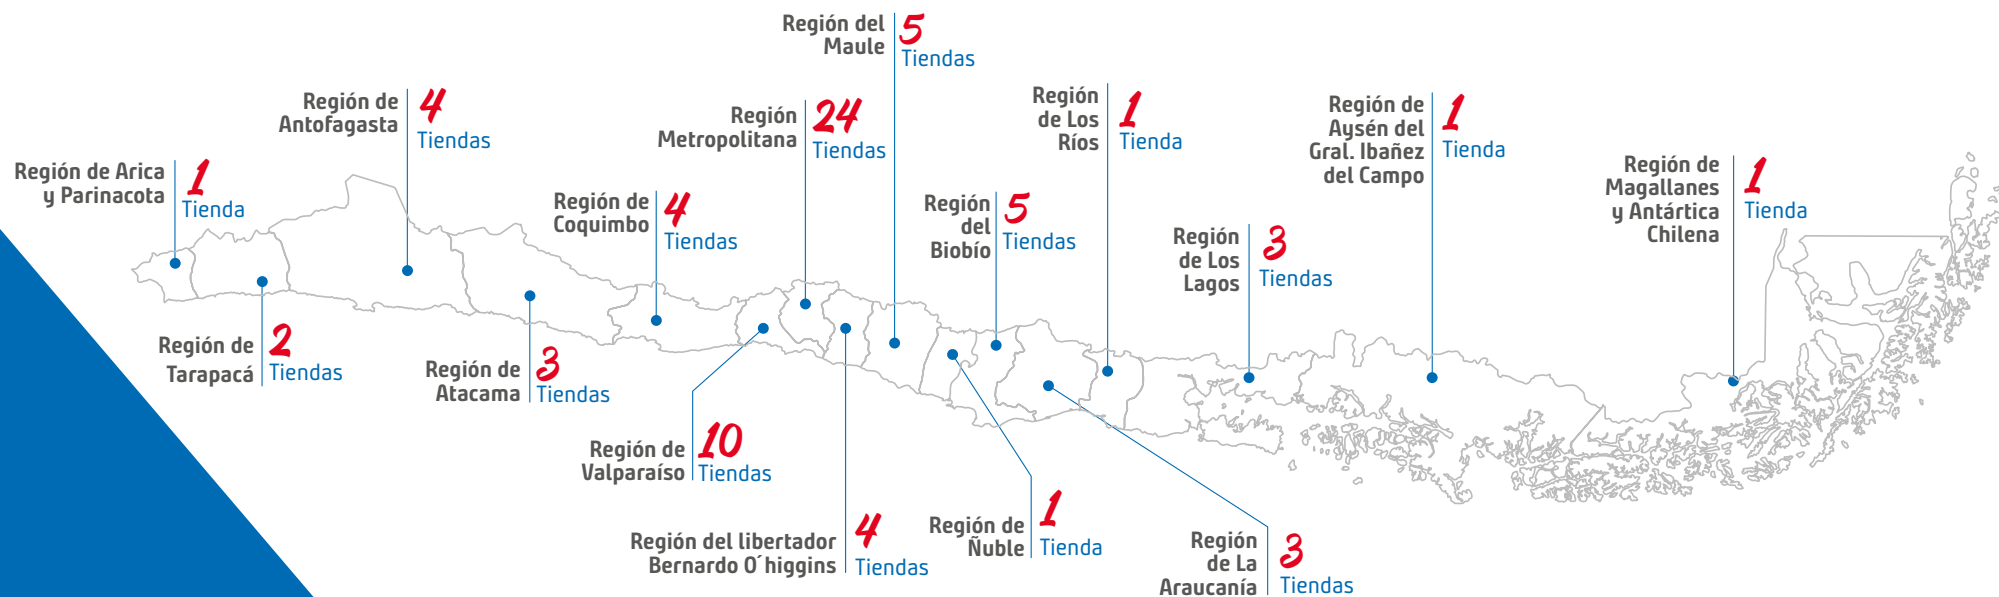 Región de Arica
y Parinacota
1
Tienda
Región de
Tarapacá
2
Tiendas
Región de
Antofagasta
4
Tiendas
Región de
Atacama
3
Tiendas
Región de
Coquimbo
4
Tiendas
Región de
Valparaíso
10
Tiendas
Región
Metropolitana
24
Tiendas
Región del libertador
Bernardo O´higgins
4
Tiendas
Región del
Maule
5
Tiendas
Región de
Ñuble
1
Tienda
Región
del
Biobío
5
Tiendas
Región
de La
Araucanía
3
Tiendas
Región
de Los
Ríos
1
Tienda
Región
de Los
Lagos
3
Tiendas
Región de
Aysén del
Gral. Ibañez
del Campo
1
Tienda
Región de
Magallanes
y Antártica
Chilena
1
Tienda